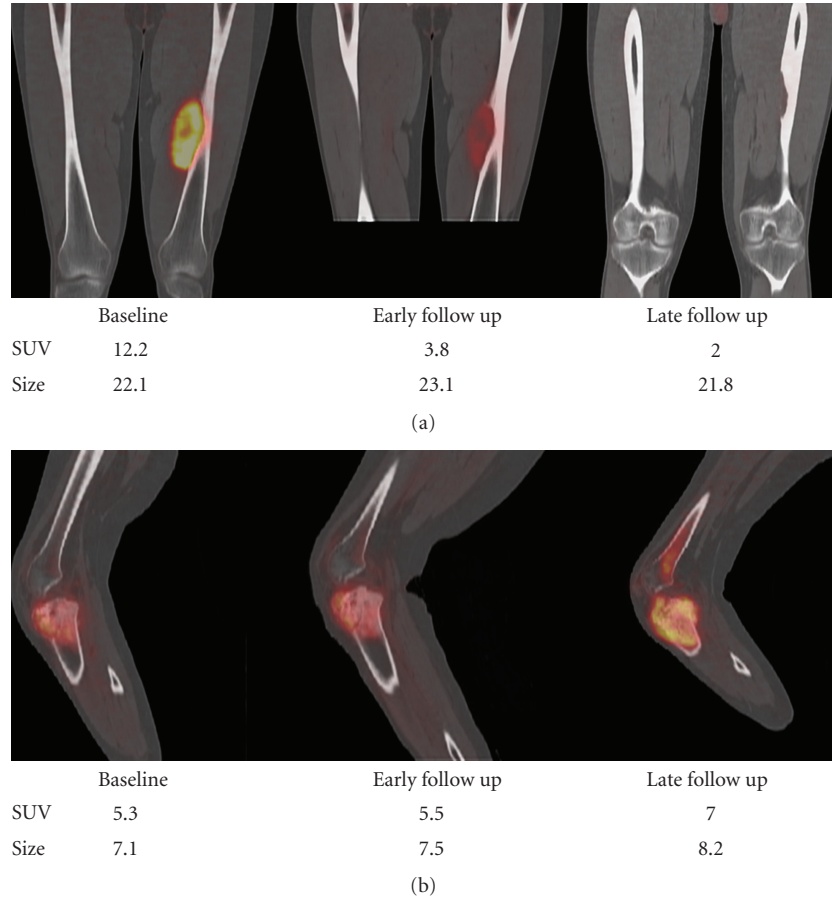 Baseline Early follow up Late follow up
SUV 12.2 3.8 2
Size 22.1 23.1 21.8
(a)
Baseline Early follow up Late follow up
SUV 5.3 5.5 7
Size 7.1 7.5 8.2
(b)